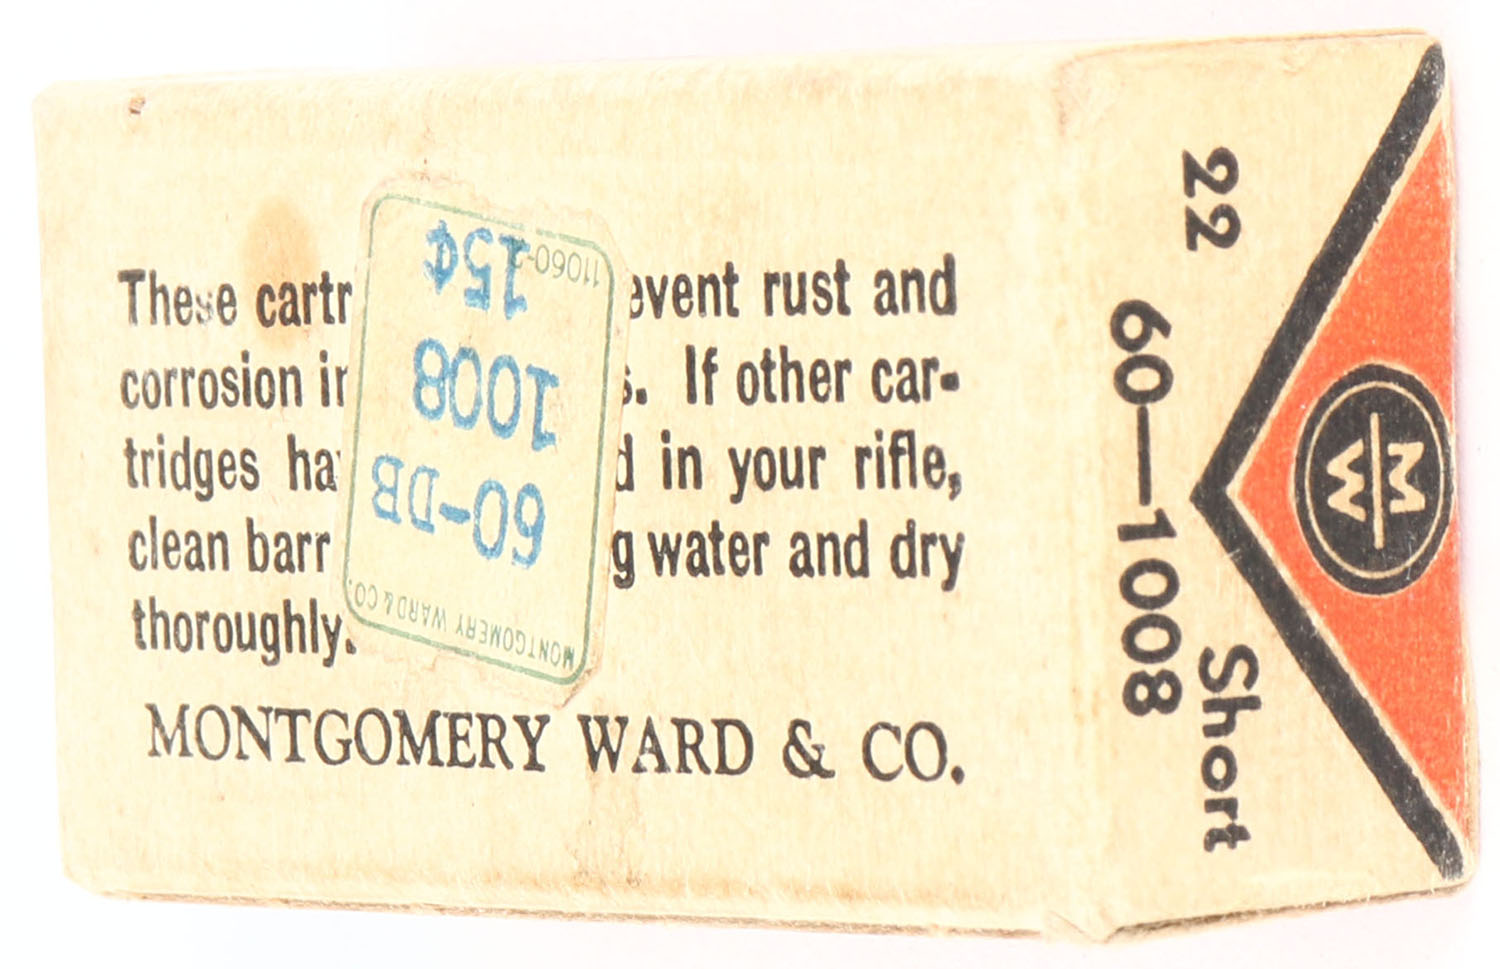 These cartr event rust and
corrosion in s. If other car-
tridges ha d in your rifle,
clean barr g water and dry
thoroughly.
MONTGOMERY WARD & CO.
MONTGOMERY WARD & CO.
60-DB
1008
15¢
11060-
22 Short
60—1008
M
W